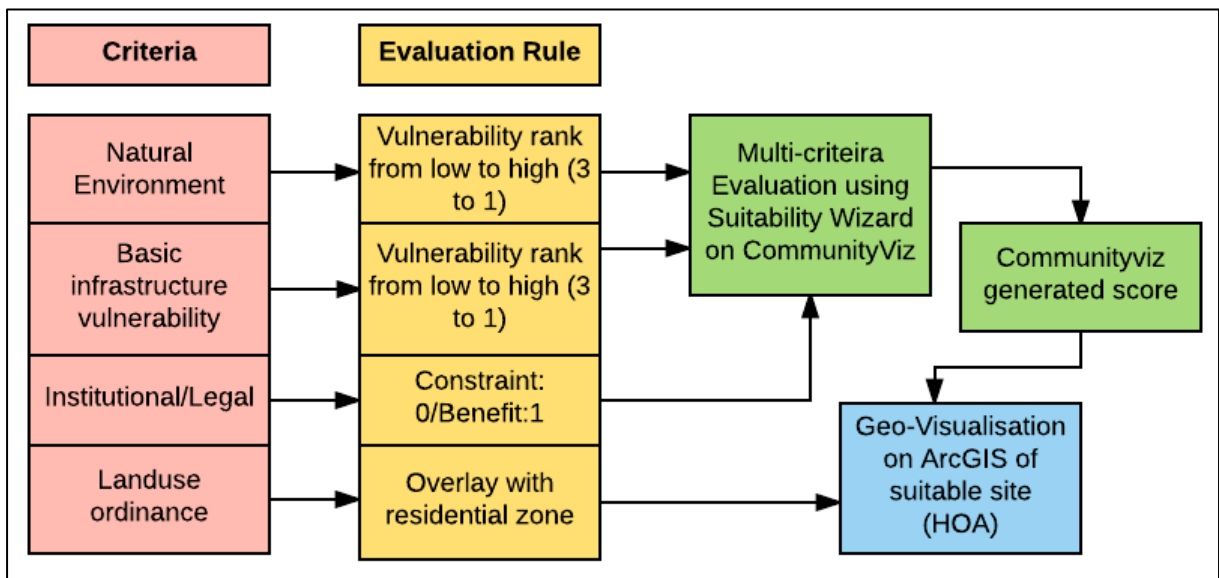 Criteria
Evaluation Rule
Natural
Environment
Vulnerability rank
from low to high (3
to 1)
Multi-criteira
Evaluation using
Suitability Wizard
on CommunityViz
Basic
infrastructure
vulnerability
Vulnerability rank
from low to high (3
to 1)
Communityviz
generated score
Institutional/Legal
Constraint:
0/Benefit:1
Geo-Visualisation
on ArcGIS of
suitable site
(HOA)
Landuse
ordinance
Overlay with
residential zone